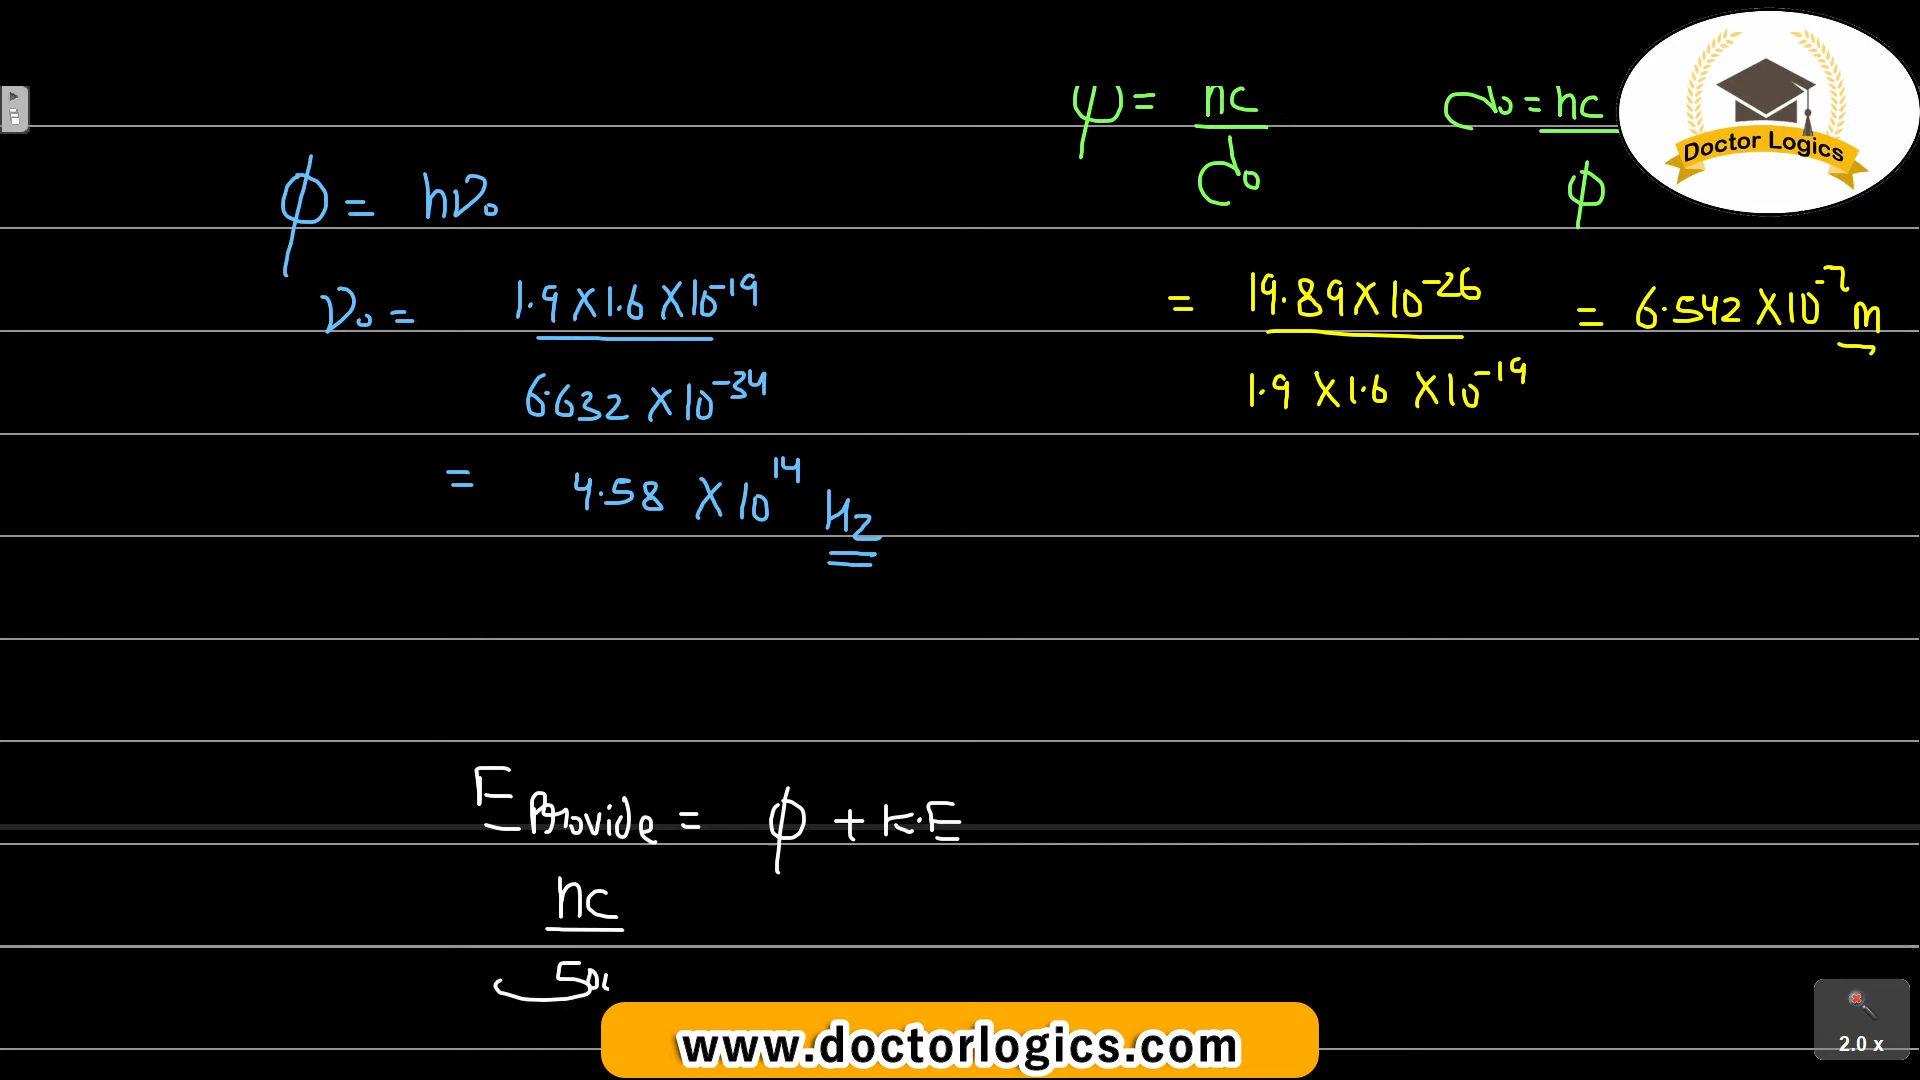 φ = hc / λ₀    λ₀ = hc / φ
Doctor Logics
φ = hν₀
ν₀ = 1.9 × 1.6 × 10⁻¹⁹ / 6.632 × 10⁻³⁴
= 19.89 × 10⁻²⁶ / 1.9 × 1.6 × 10⁻¹⁹ = 6.542 × 10⁻⁷ m
= 4.58 × 10¹⁴ Hz
E Provide = φ + K.E
hc
www.doctorlogics.com
2.0 x